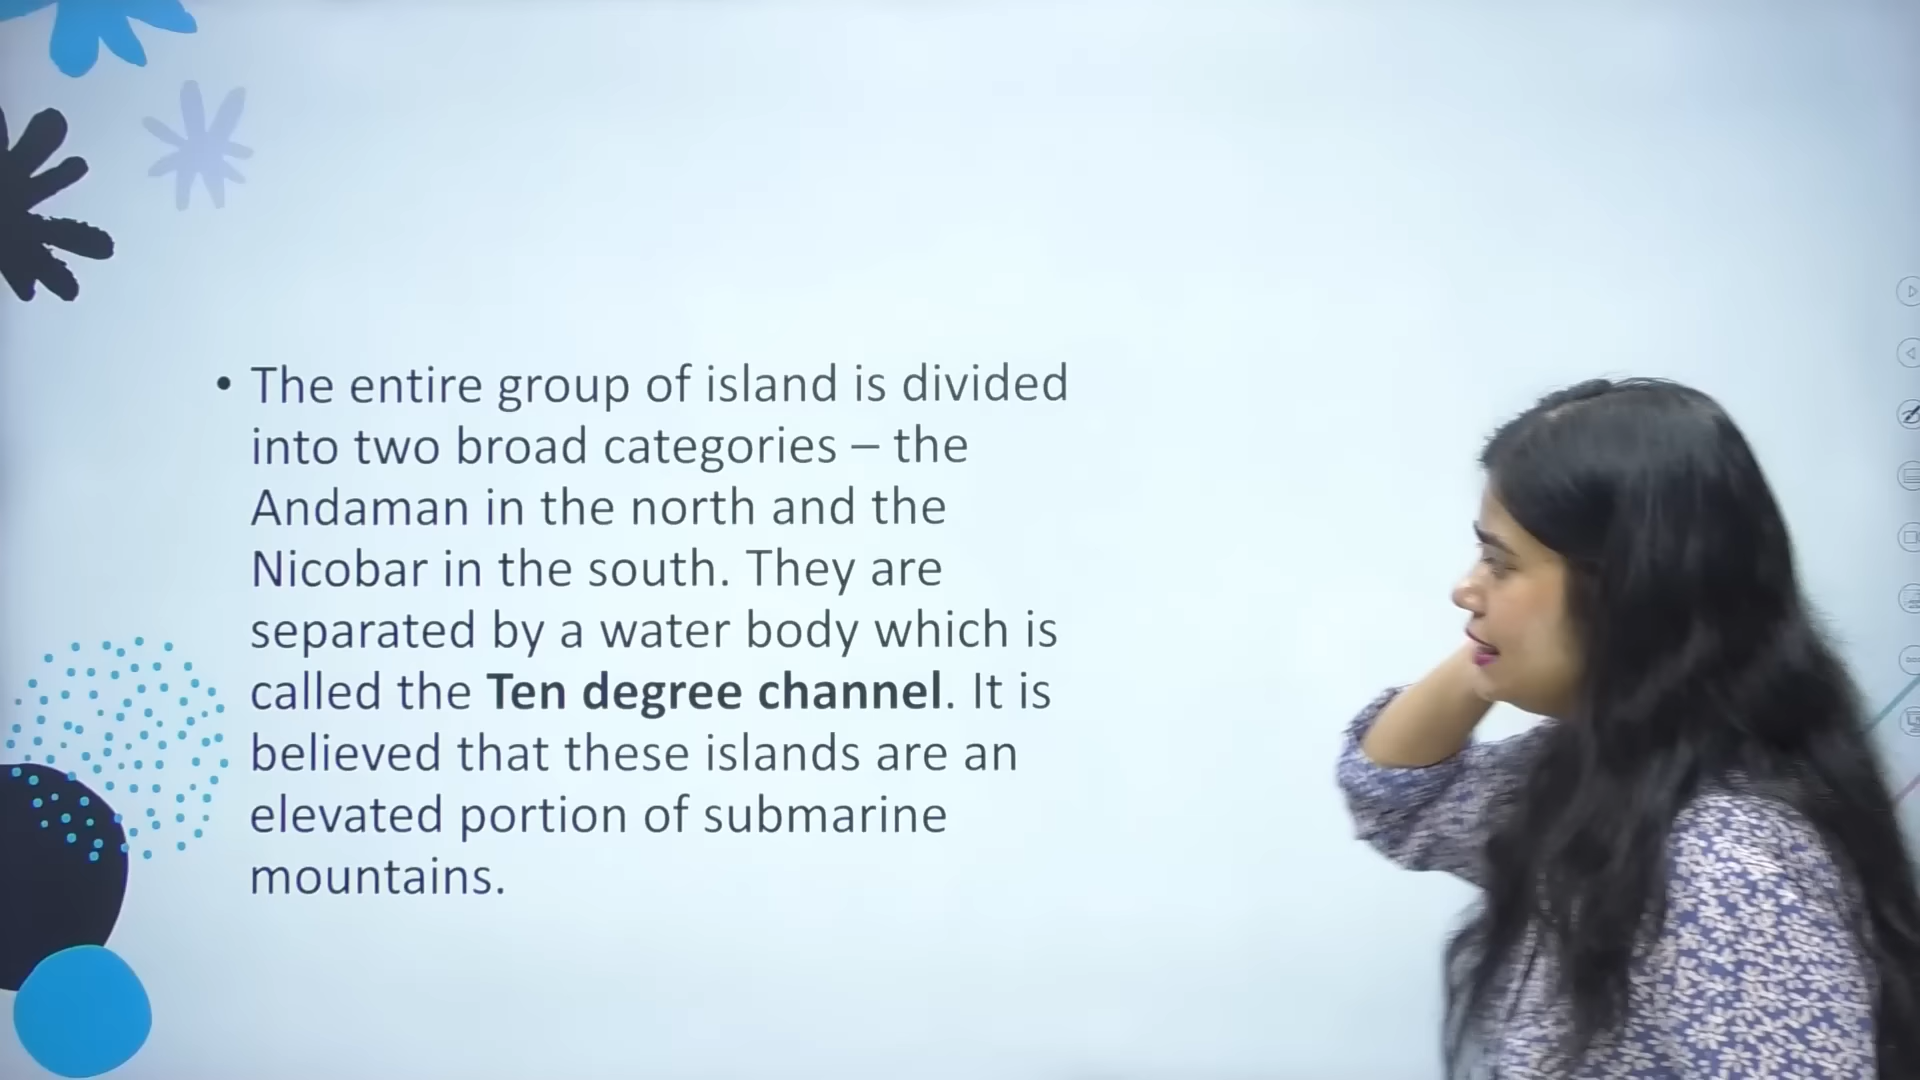 • The entire group of island is divided
into two broad categories – the
Andaman in the north and the
Nicobar in the south. They are
separated by a water body which is
called the Ten degree channel. It is
believed that these islands are an
elevated portion of submarine
mountains.